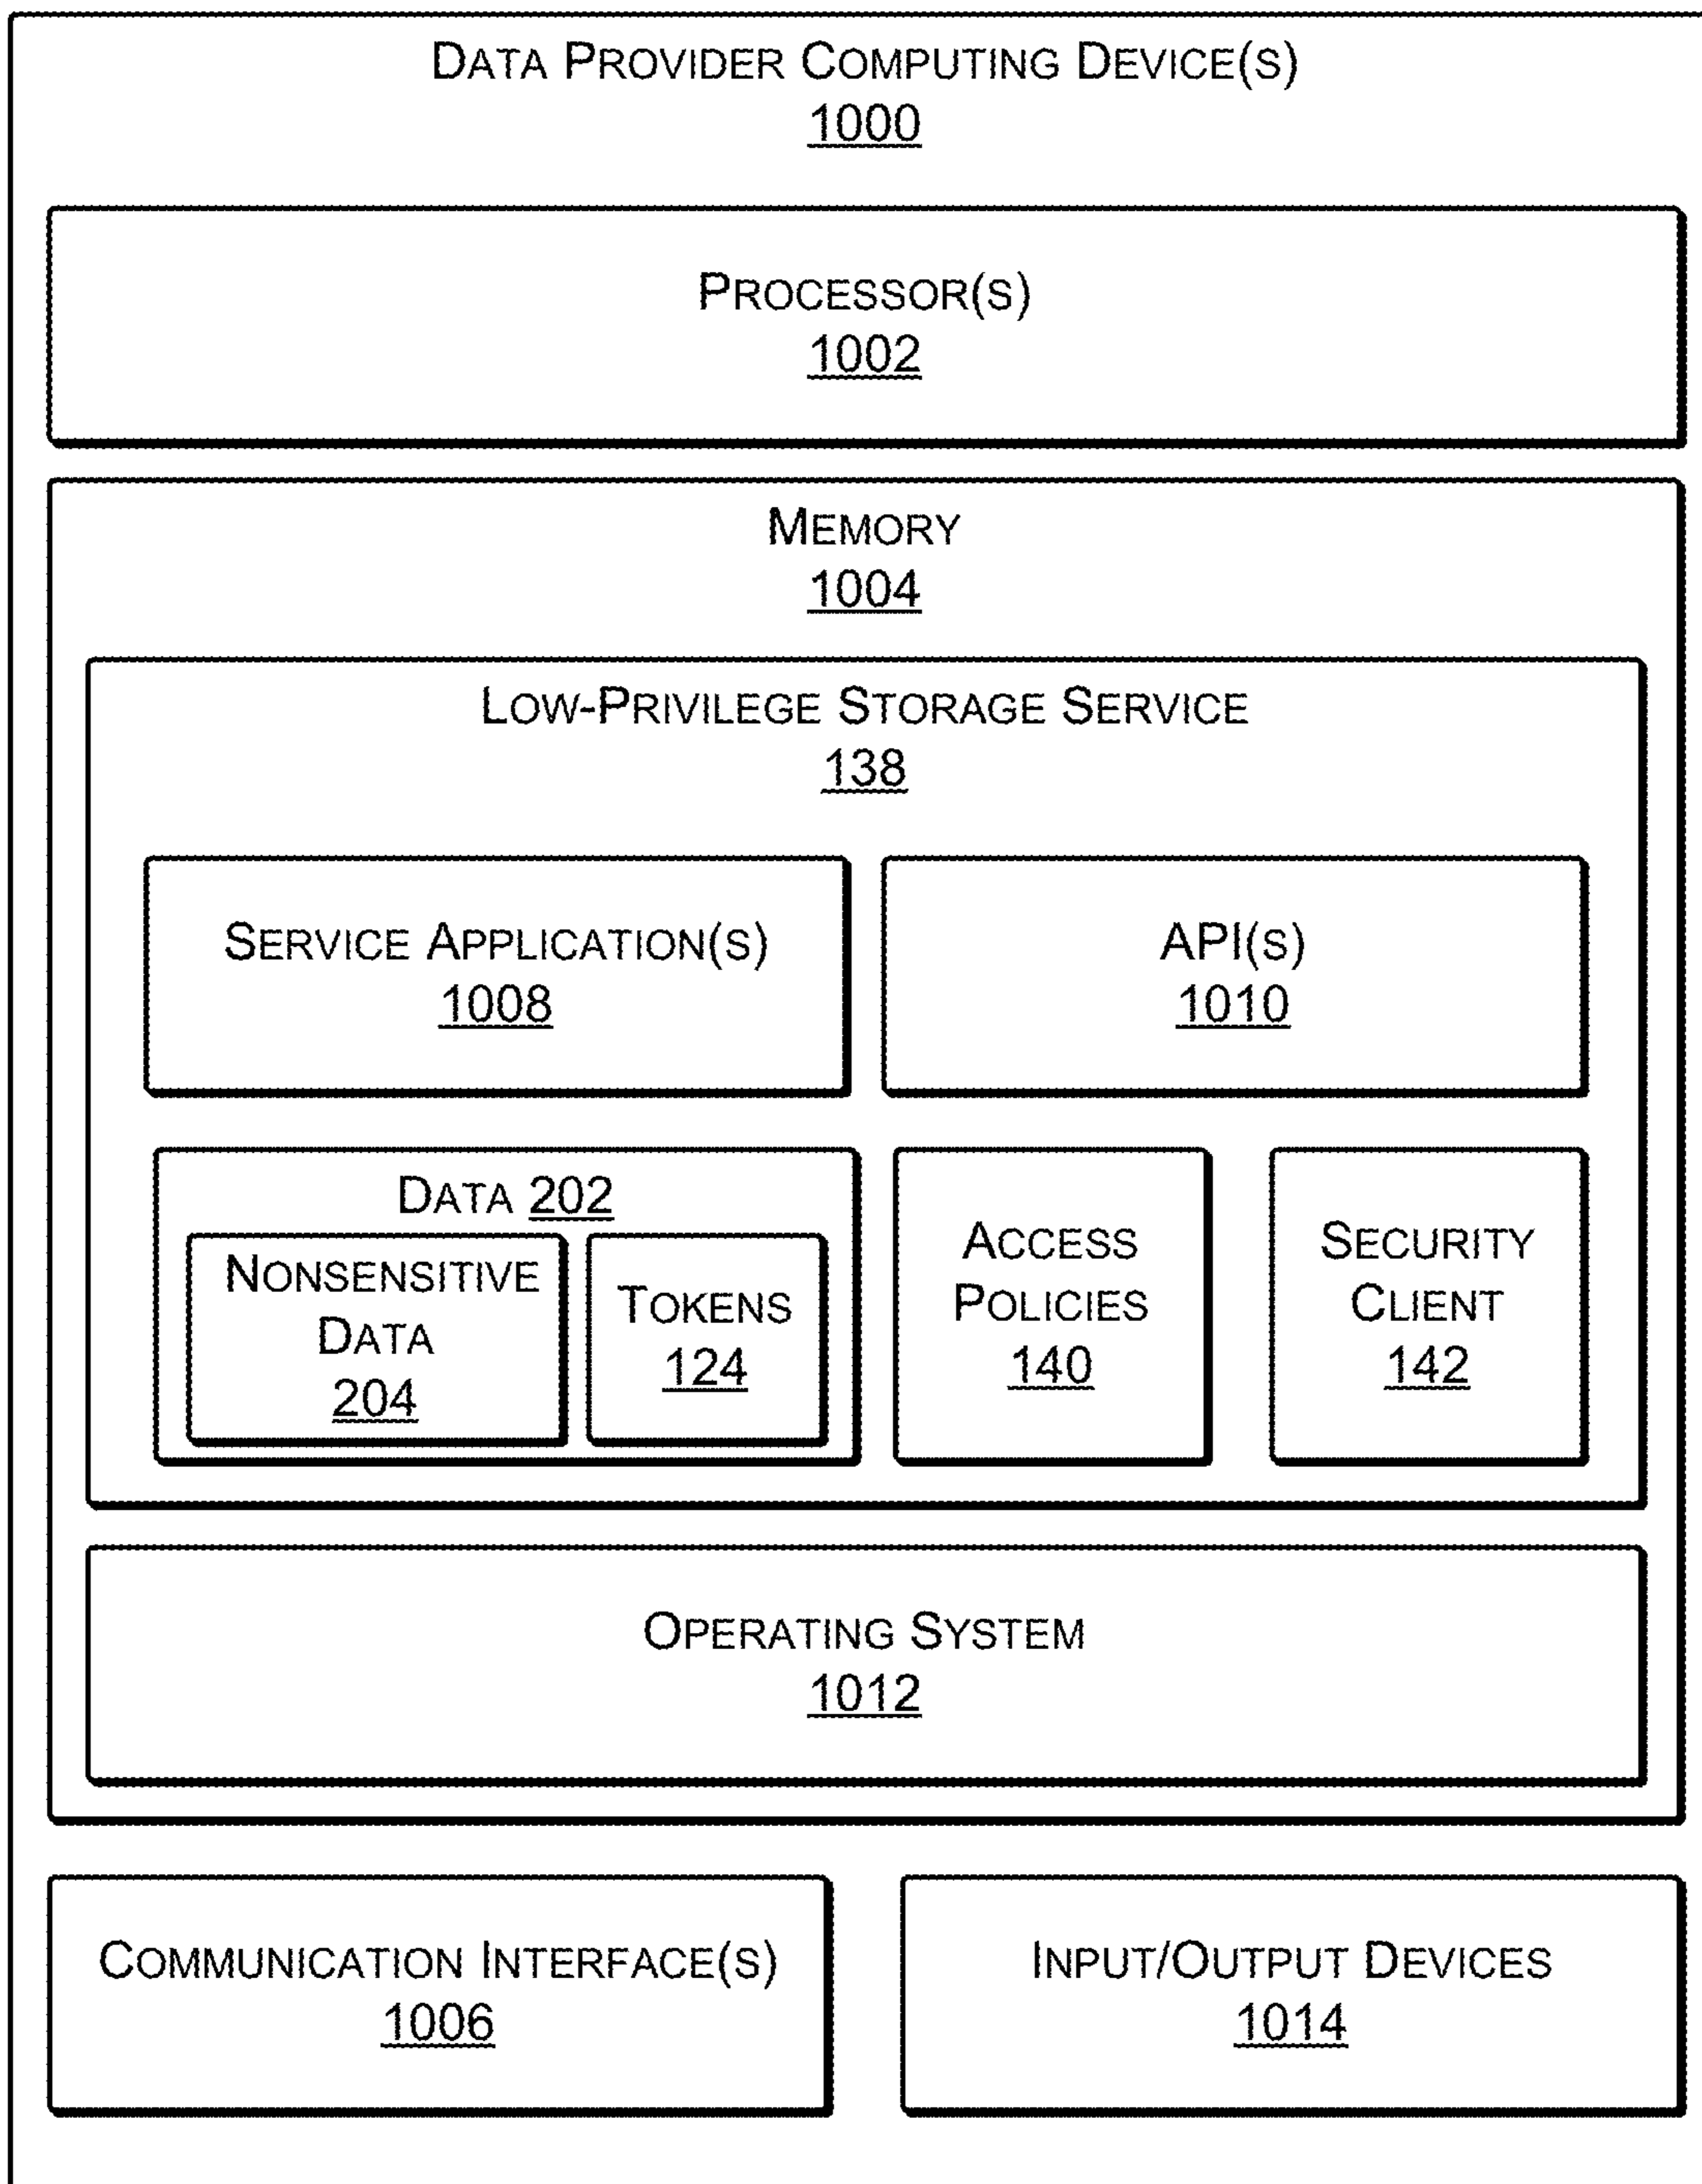 DATA PROVIDER COMPUTING DEVICE(S)
1000
PROCESSOR(S)
1002
MEMORY
1004
LOW-PRIVILEGE STORAGE SERVICE
138
SERVICE APPLICATION(S)
1008
API(S)
1010
DATA 202
NONSENSITIVE
DATA
204
TOKENS
124
ACCESS
POLICIES
140
SECURITY
CLIENT
142
OPERATING SYSTEM
1012
COMMUNICATION INTERFACE(S)
1006
INPUT/OUTPUT DEVICES
1014